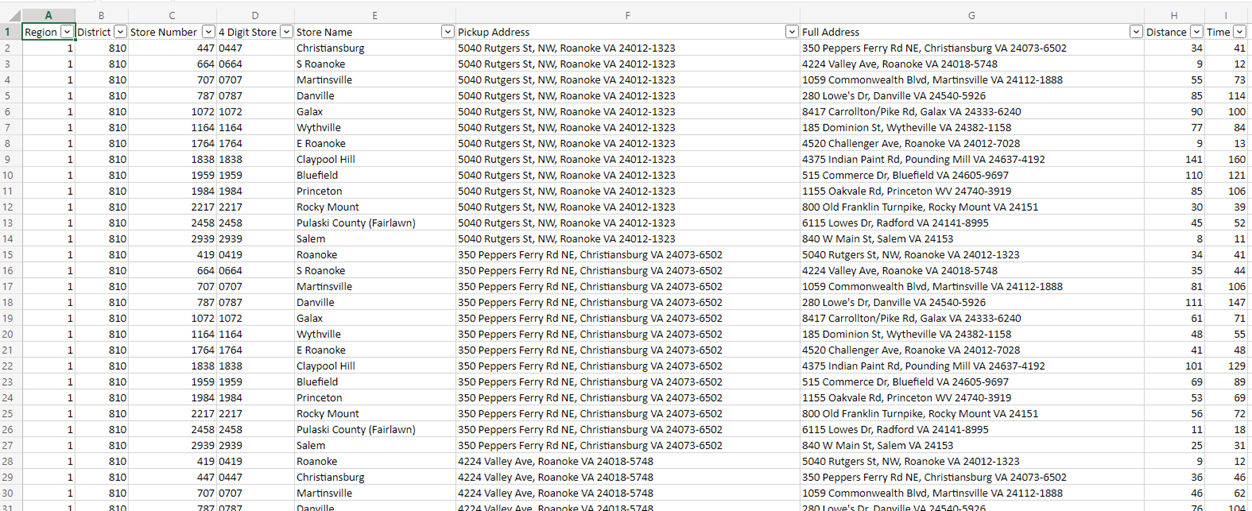 A B C D E F G H I
1 Region District Store Number 4 Digit Store Store Name Pickup Address Full Address Distance Time
2 1 810 447 0447 Christiansburg 5040 Rutgers St, NW, Roanoke VA 24012-1323 350 Peppers Ferry Rd NE, Christiansburg VA 24073-6502 34 41
3 1 810 664 0664 S Roanoke 5040 Rutgers St, NW, Roanoke VA 24012-1323 4224 Valley Ave, Roanoke VA 24018-5748 9 12
4 1 810 707 0707 Martinsville 5040 Rutgers St, NW, Roanoke VA 24012-1323 1059 Commonwealth Blvd, Martinsville VA 24112-1888 55 73
5 1 810 787 0787 Danville 5040 Rutgers St, NW, Roanoke VA 24012-1323 280 Lowe's Dr, Danville VA 24540-5926 85 114
6 1 810 1072 1072 Galax 5040 Rutgers St, NW, Roanoke VA 24012-1323 8417 Carrollton/Pike Rd, Galax VA 24333-6240 90 100
7 1 810 1164 1164 Wythville 5040 Rutgers St, NW, Roanoke VA 24012-1323 185 Dominion St, Wytheville VA 24382-1158 77 84
8 1 810 1764 1764 E Roanoke 5040 Rutgers St, NW, Roanoke VA 24012-1323 4520 Challenger Ave, Roanoke VA 24012-7028 9 13
9 1 810 1838 1838 Claypool Hill 5040 Rutgers St, NW, Roanoke VA 24012-1323 4375 Indian Paint Rd, Pounding Mill VA 24637-4192 141 160
10 1 810 1959 1959 Bluefield 5040 Rutgers St, NW, Roanoke VA 24012-1323 515 Commerce Dr, Bluefield VA 24605-9697 110 121
11 1 810 1984 1984 Princeton 5040 Rutgers St, NW, Roanoke VA 24012-1323 1155 Oakvale Rd, Princeton WV 24740-3919 85 106
12 1 810 2217 2217 Rocky Mount 5040 Rutgers St, NW, Roanoke VA 24012-1323 800 Old Franklin Turnpike, Rocky Mount VA 24151 30 39
13 1 810 2458 2458 Pulaski County (Fairlawn) 5040 Rutgers St, NW, Roanoke VA 24012-1323 6115 Lowes Dr, Radford VA 24141-8995 45 52
14 1 810 2939 2939 Salem 5040 Rutgers St, NW, Roanoke VA 24012-1323 840 W Main St, Salem VA 24153 8 11
15 1 810 419 0419 Roanoke 350 Peppers Ferry Rd NE, Christiansburg VA 24073-6502 5040 Rutgers St, NW, Roanoke VA 24012-1323 34 41
16 1 810 664 0664 S Roanoke 350 Peppers Ferry Rd NE, Christiansburg VA 24073-6502 4224 Valley Ave, Roanoke VA 24018-5748 35 44
17 1 810 707 0707 Martinsville 350 Peppers Ferry Rd NE, Christiansburg VA 24073-6502 1059 Commonwealth Blvd, Martinsville VA 24112-1888 81 106
18 1 810 787 0787 Danville 350 Peppers Ferry Rd NE, Christiansburg VA 24073-6502 280 Lowe's Dr, Danville VA 24540-5926 111 147
19 1 810 1072 1072 Galax 350 Peppers Ferry Rd NE, Christiansburg VA 24073-6502 8417 Carrollton/Pike Rd, Galax VA 24333-6240 61 71
20 1 810 1164 1164 Wythville 350 Peppers Ferry Rd NE, Christiansburg VA 24073-6502 185 Dominion St, Wytheville VA 24382-1158 48 55
21 1 810 1764 1764 E Roanoke 350 Peppers Ferry Rd NE, Christiansburg VA 24073-6502 4520 Challenger Ave, Roanoke VA 24012-7028 41 48
22 1 810 1838 1838 Claypool Hill 350 Peppers Ferry Rd NE, Christiansburg VA 24073-6502 4375 Indian Paint Rd, Pounding Mill VA 24637-4192 101 129
23 1 810 1959 1959 Bluefield 350 Peppers Ferry Rd NE, Christiansburg VA 24073-6502 515 Commerce Dr, Bluefield VA 24605-9697 69 89
24 1 810 1984 1984 Princeton 350 Peppers Ferry Rd NE, Christiansburg VA 24073-6502 1155 Oakvale Rd, Princeton WV 24740-3919 53 69
25 1 810 2217 2217 Rocky Mount 350 Peppers Ferry Rd NE, Christiansburg VA 24073-6502 800 Old Franklin Turnpike, Rocky Mount VA 24151 56 72
26 1 810 2458 2458 Pulaski County (Fairlawn) 350 Peppers Ferry Rd NE, Christiansburg VA 24073-6502 6115 Lowes Dr, Radford VA 24141-8995 11 18
27 1 810 2939 2939 Salem 350 Peppers Ferry Rd NE, Christiansburg VA 24073-6502 840 W Main St, Salem VA 24153 25 31
28 1 810 419 0419 Roanoke 4224 Valley Ave, Roanoke VA 24018-5748 5040 Rutgers St, NW, Roanoke VA 24012-1323 9 12
29 1 810 447 0447 Christiansburg 4224 Valley Ave, Roanoke VA 24018-5748 350 Peppers Ferry Rd NE, Christiansburg VA 24073-6502 36 46
30 1 810 707 0707 Martinsville 4224 Valley Ave, Roanoke VA 24018-5748 1059 Commonwealth Blvd, Martinsville VA 24112-1888 46 62
31 1 810 787 0787 Danville 4224 Valley Ave, Roanoke VA 24018-5748 280 Lowe's Dr, Danville VA 24540-5926 76 104